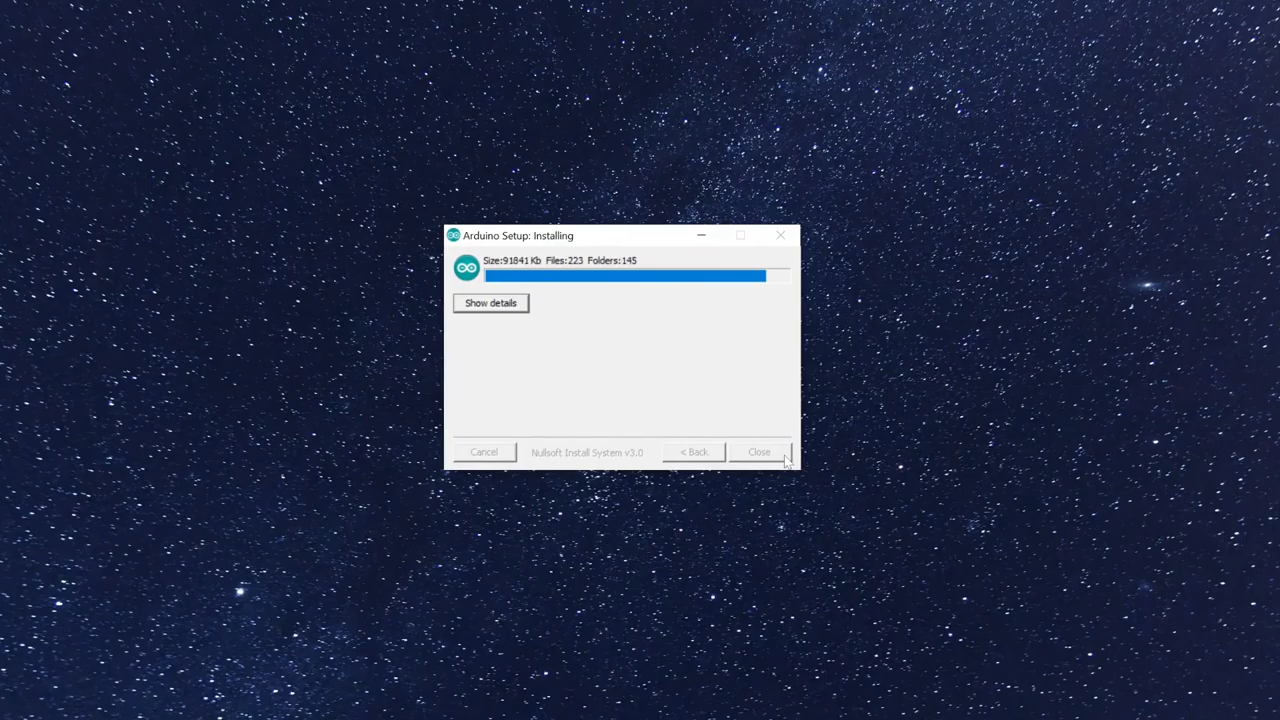 Arduino Setup: Installing
Size:91841 Kb Files:223 Folders:145
Show details
Cancel
Nullsoft Install System v3.0
< Back
Close